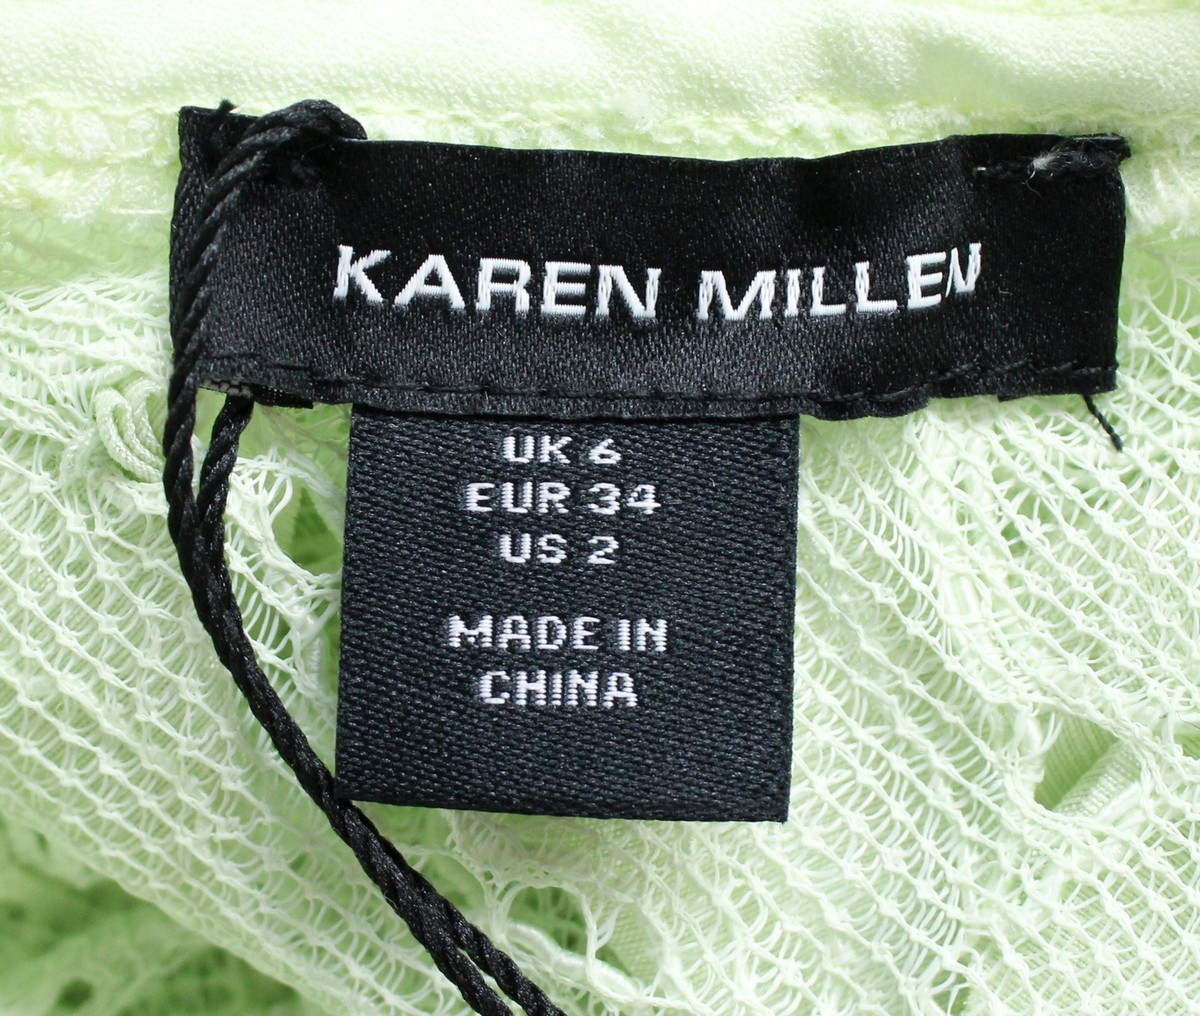 KAREN MILLEN
UK 6
EUR 34
US 2
MADE IN
CHINA